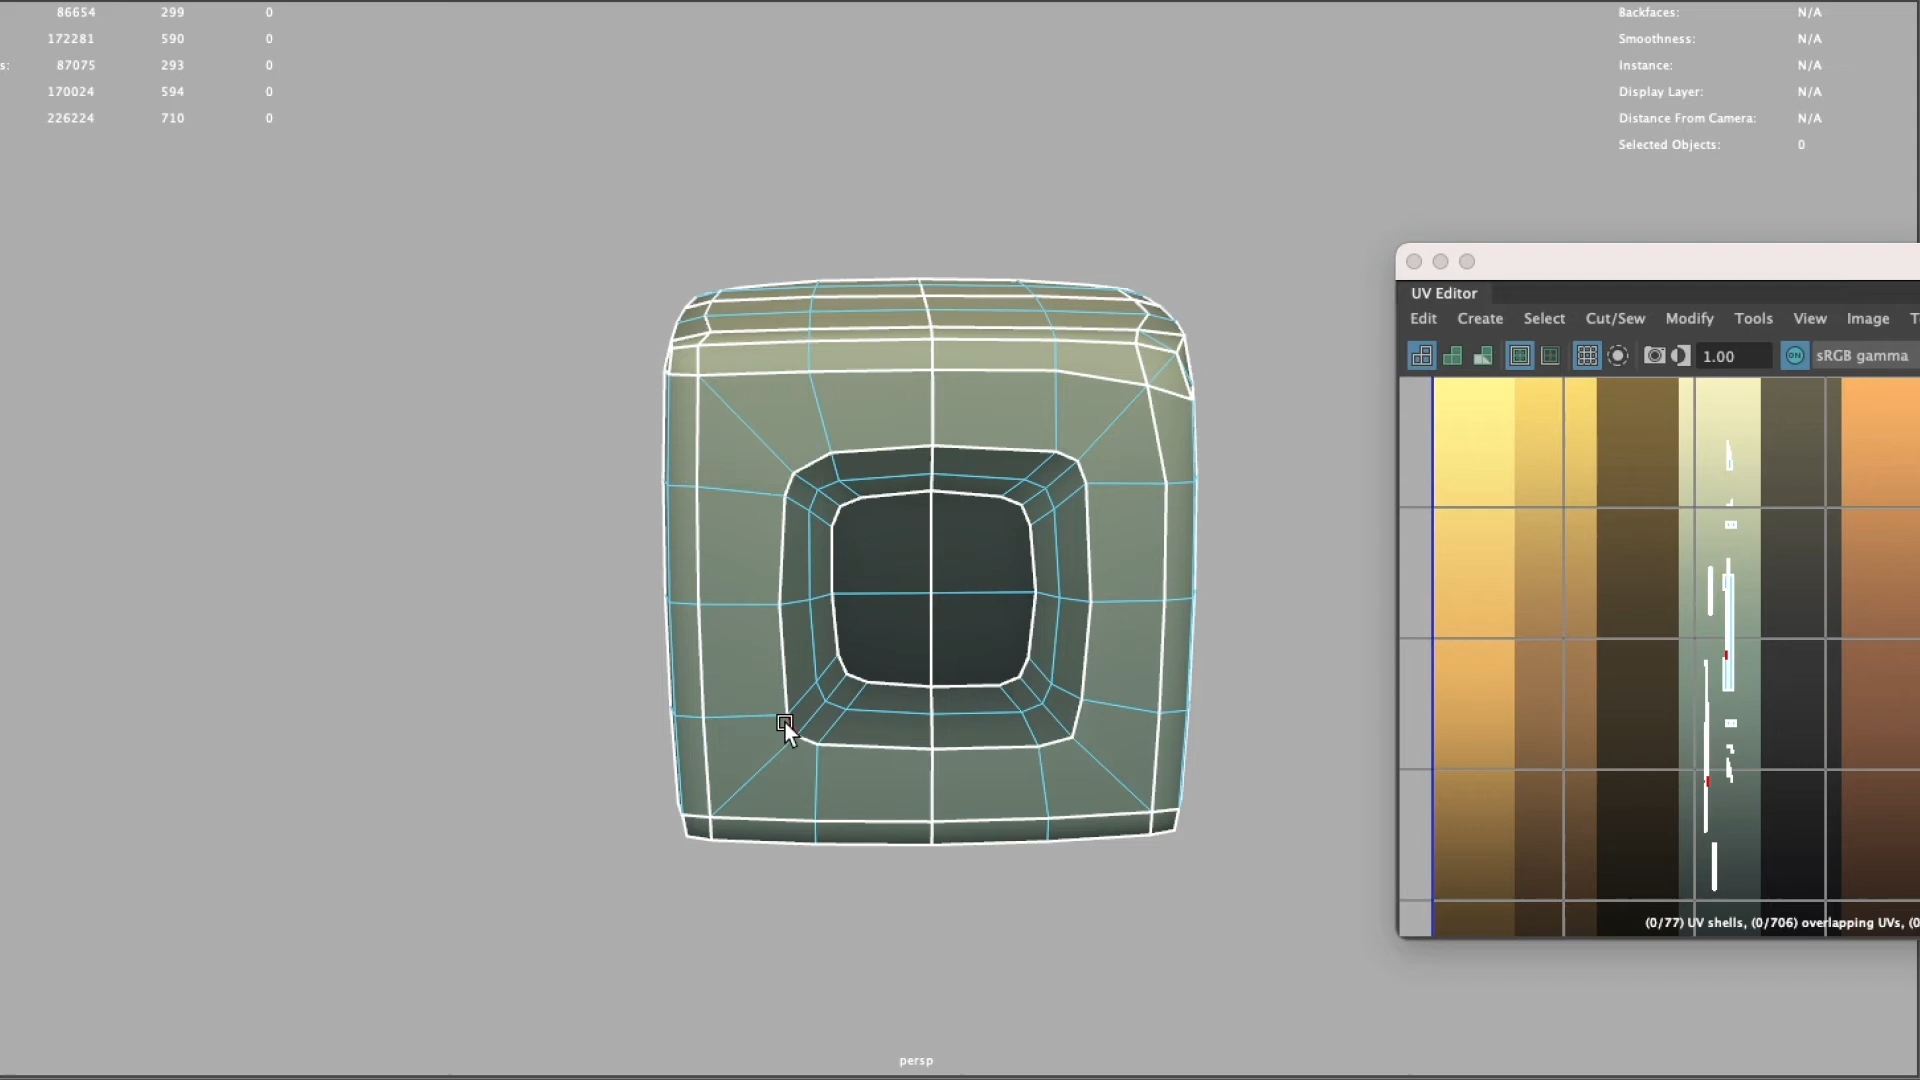 86654 299 0
172281 590 0
s: 87075 293 0
170024 594 0
226224 710 0
Backfaces: N/A
Smoothness: N/A
Instance: N/A
Display Layer: N/A
Distance From Camera: N/A
Selected Objects: 0
UV Editor
Edit Create Select Cut/Sew Modify Tools View Image T
1.00 ON sRGB gamma
(0/77) UV shells, (0/706) overlapping UVs, (0
persp